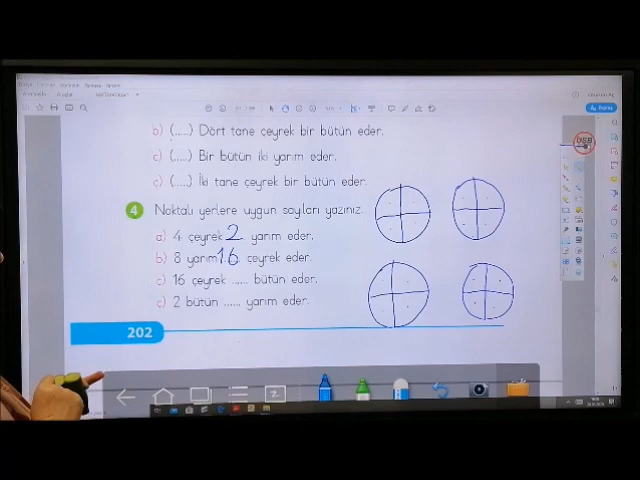 b) (.....) Dört tane çeyrek bir bütün eder.
c) (.....) Bir bütün iki yarım eder.
ç) (.....) İki tane çeyrek bir bütün eder.
4 Noktalı yerlere uygun sayıları yazınız.
a) 4 çeyrek 2 yarım eder.
b) 8 yarım 16 çeyrek eder.
c) 16 çeyrek ...... bütün eder.
ç) 2 bütün ...... yarım eder.
202